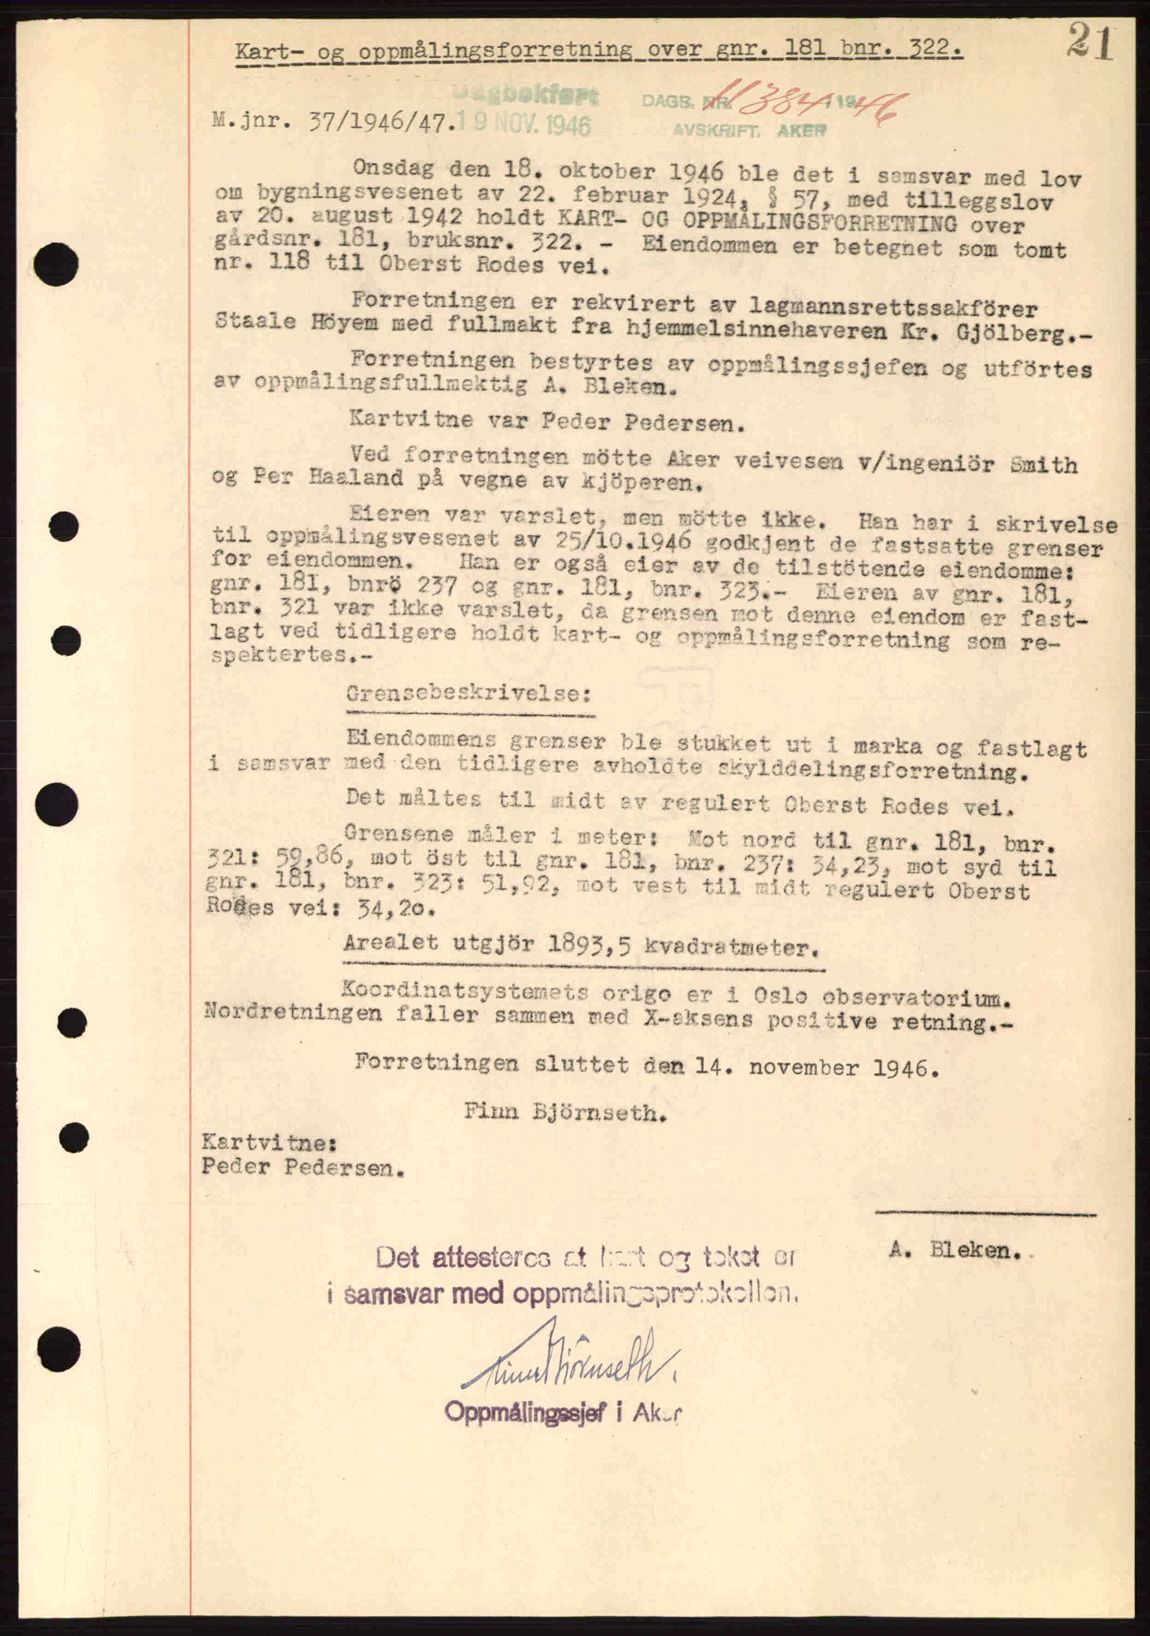 21
Kart- og oppmålingsforretning over gnr. 181 bnr. 322.
Dagbokført
DAGB. NR. 11384 1946
M.jnr. 37/1946/47. 19 NOV. 1946
AVSKRIFT. AKER
Onsdag den 18. oktober 1946 ble det i samsvar med lov
om bygningsvesenet av 22. februar 1924, § 57, med tilleggslov
av 20. august 1942 holdt KART- OG OPPMÅLINGSFORRETNING over
gårdsnr. 181, bruksnr. 322. - Eiendommen er betegnet som tomt
nr. 118 til Oberst Rodes vei.
Forretningen er rekvirert av lagmannsrettssakförer
Staale Höyem med fullmakt fra hjemmelsinnehaveren Kr. Gjölberg.-
Forretningen bestyrtes av oppmålingssjefen og utförtes
av oppmålingsfullmektig A. Bleken.
Kartvitne var Peder Pedersen.
Ved forretningen mötte Aker veivesen v/ingeniör Smith
og Per Haaland på vegne av kjöperen.
Eieren var varslet, men mötte ikke. Han har i skrivelse
til oppmålingsvesenet av 25/10.1946 godkjent de fastsatte grenser
for eiendommen. Han er også eier av de tilstötende eiendomme:
gnr. 181, bnrö 237 og gnr. 181, bnr. 323.- Eieren av gnr. 181,
bnr. 321 var ikke varslet, da grensen mot denne eiendom er fast-
lagt ved tidligere holdt kart- og oppmålingsforretning som re-
spektertes.-
Grensebeskrivelse:
Eiendommens grenser ble stukket ut i marka og fastlagt
i samsvar med den tidligere avholdte skylddelingsforretning.
Det måltes til midt av regulert Oberst Rodes vei.
Grensene måler i meter: Mot nord til gnr. 181, bnr.
321: 59,86, mot öst til gnr. 181, bnr. 237: 34,23, mot syd til
gnr. 181, bnr. 323: 51,92, mot vest til midt regulert Oberst
Rodes vei: 34,20.
Arealet utgjör 1893,5 kvadratmeter.
Koordinatsystemets origo er i Oslo observatorium.
Nordretningen faller sammen med X-aksens positive retning.-
Forretningen sluttet den 14. november 1946.
Finn Björnseth.
Kartvitne:
Peder Pedersen.
A. Bleken.
Det attesteres at kart og tekst er
i samsvar med oppmålingsprotokollen.
Finn Björnseth.
Oppmålingssjef i Aker